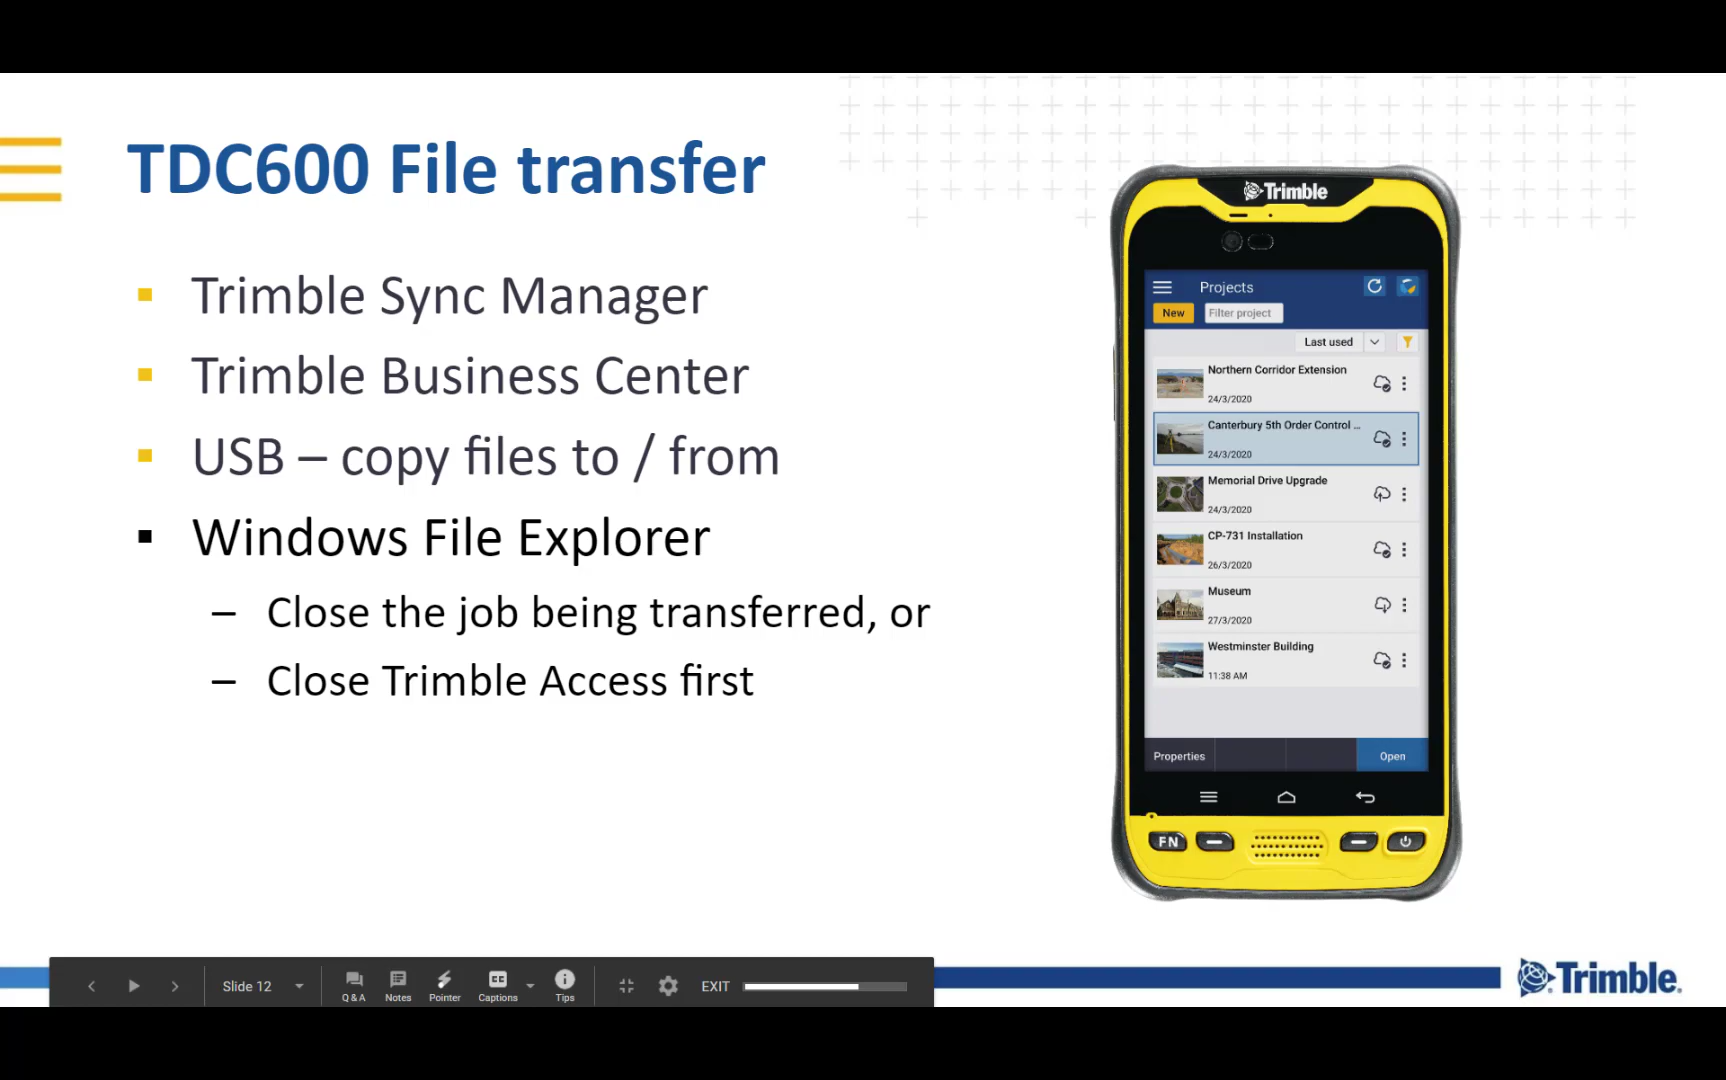 TDC600 File transfer
Trimble Sync Manager
Trimble Business Center
USB – copy files to / from
Windows File Explorer
– Close the job being transferred, or
– Close Trimble Access first
Trimble
Projects
New
Filter project
Last used
Northern Corridor Extension
24/3/2020
Canterbury 5th Order Control ...
24/3/2020
Memorial Drive Upgrade
24/3/2020
CP-731 Installation
26/3/2020
Museum
27/3/2020
Westminster Building
11:38 AM
Properties
Open
FN
Slide 12
Q & A
Notes
Pointer
CC
Captions
Tips
EXIT
Trimble.